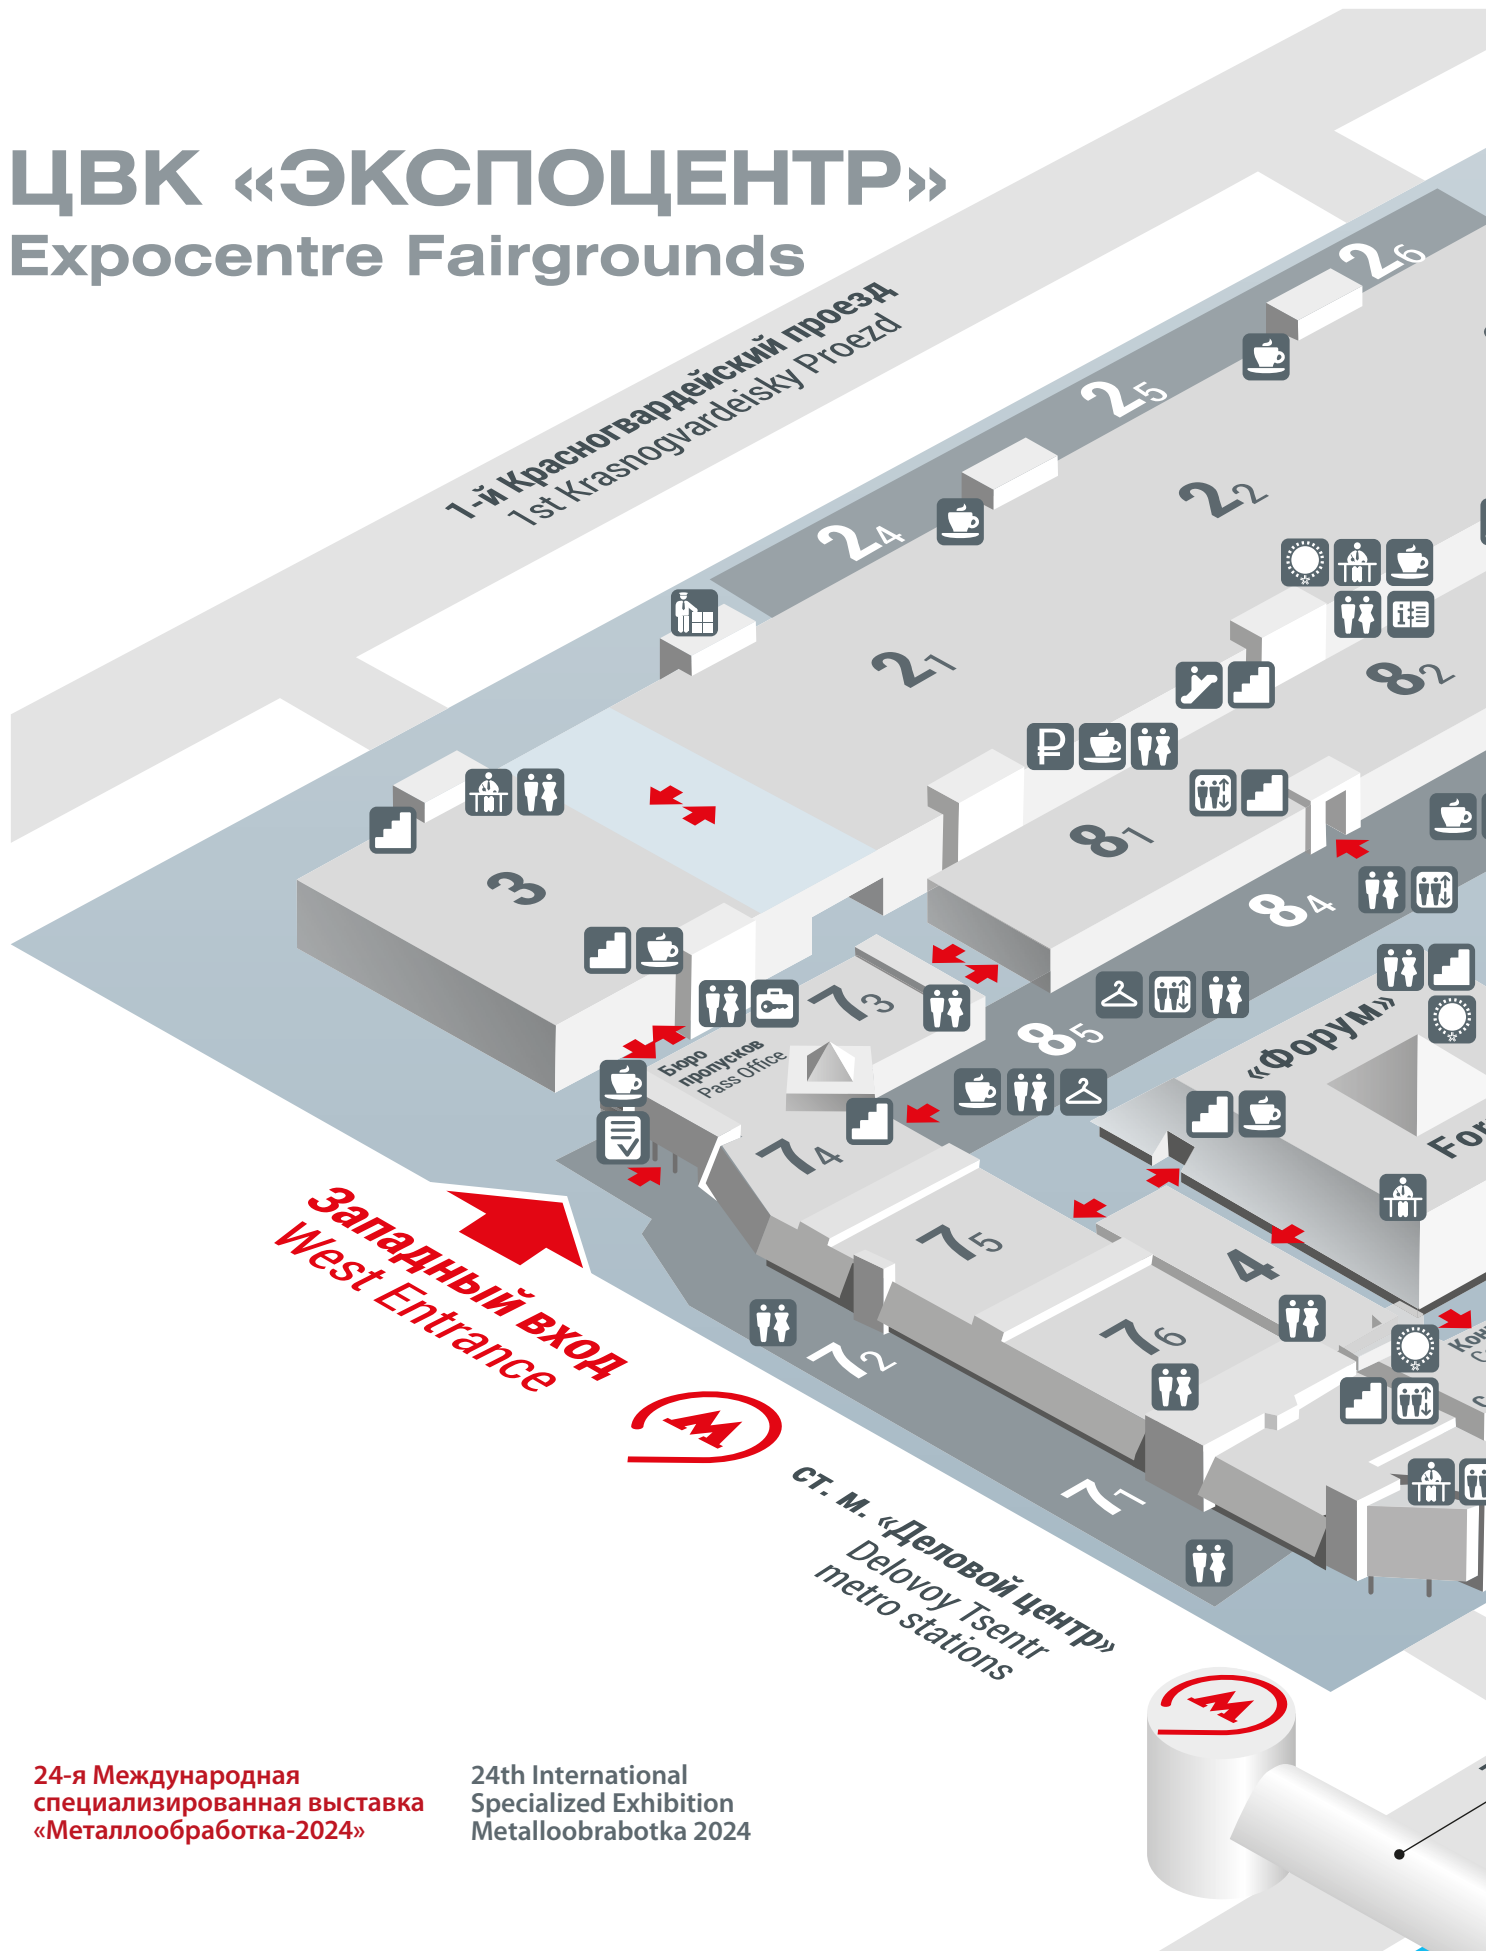 ЦВК «ЭКСПОЦЕНТР»
Expocentre Fairgrounds
1-й Красногвардейский проезд
1st Krasnogvardeisky Proezd
2 6
2 5
2 4
2 2
2 1
8 2
8 1
3
8 4
8 5
7 3
Бюро
пропусков
Pass Office
«Форум»
7 4
7 5
4
7 6
7 2
7 1
Западный вход
West Entrance
М
ст. м. «Деловой центр»
Delovoy Tsentr
metro stations
М
24-я Международная
специализированная выставка
«Металлообработка-2024»
24th International
Specialized Exhibition
Metalloobrabotka 2024